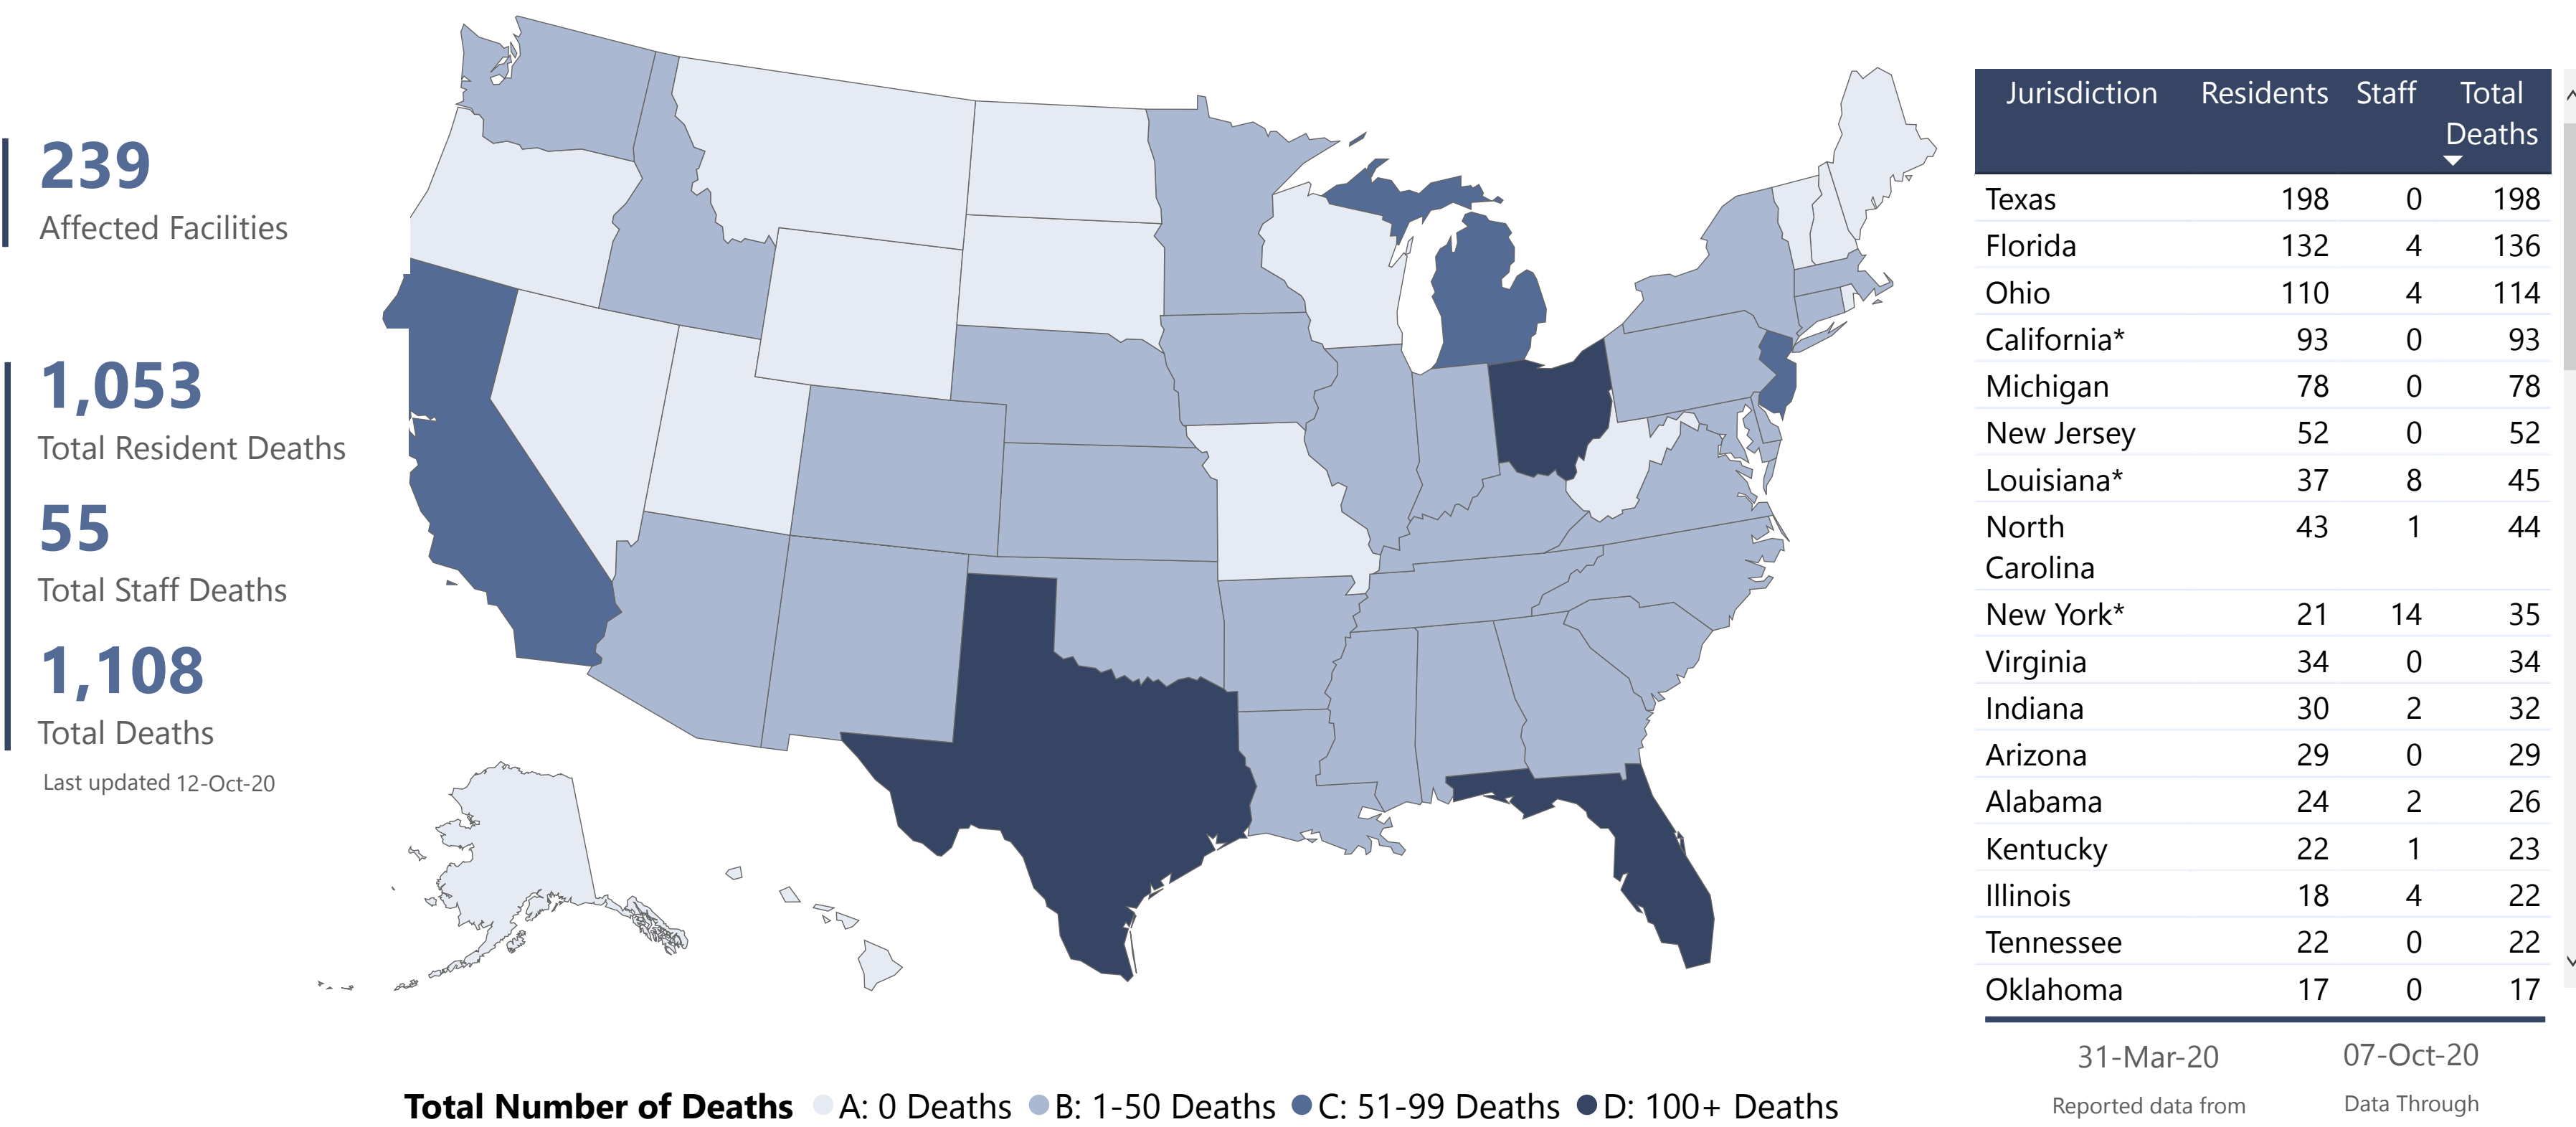 239
Affected Facilities
1,053
Total Resident Deaths
55
Total Staff Deaths
1,108
Total Deaths
Last updated 12-Oct-20
Total Number of Deaths A: 0 Deaths B: 1-50 Deaths C: 51-99 Deaths D: 100+ Deaths
Jurisdiction Residents Staff Total
Deaths
Texas 198 0 198
Florida 132 4 136
Ohio 110 4 114
California* 93 0 93
Michigan 78 0 78
New Jersey 52 0 52
Louisiana* 37 8 45
North 43 1 44
Carolina
New York* 21 14 35
Virginia 34 0 34
Indiana 30 2 32
Arizona 29 0 29
Alabama 24 2 26
Kentucky 22 1 23
Illinois 18 4 22
Tennessee 22 0 22
Oklahoma 17 0 17
31-Mar-20 07-Oct-20
Reported data from Data Through